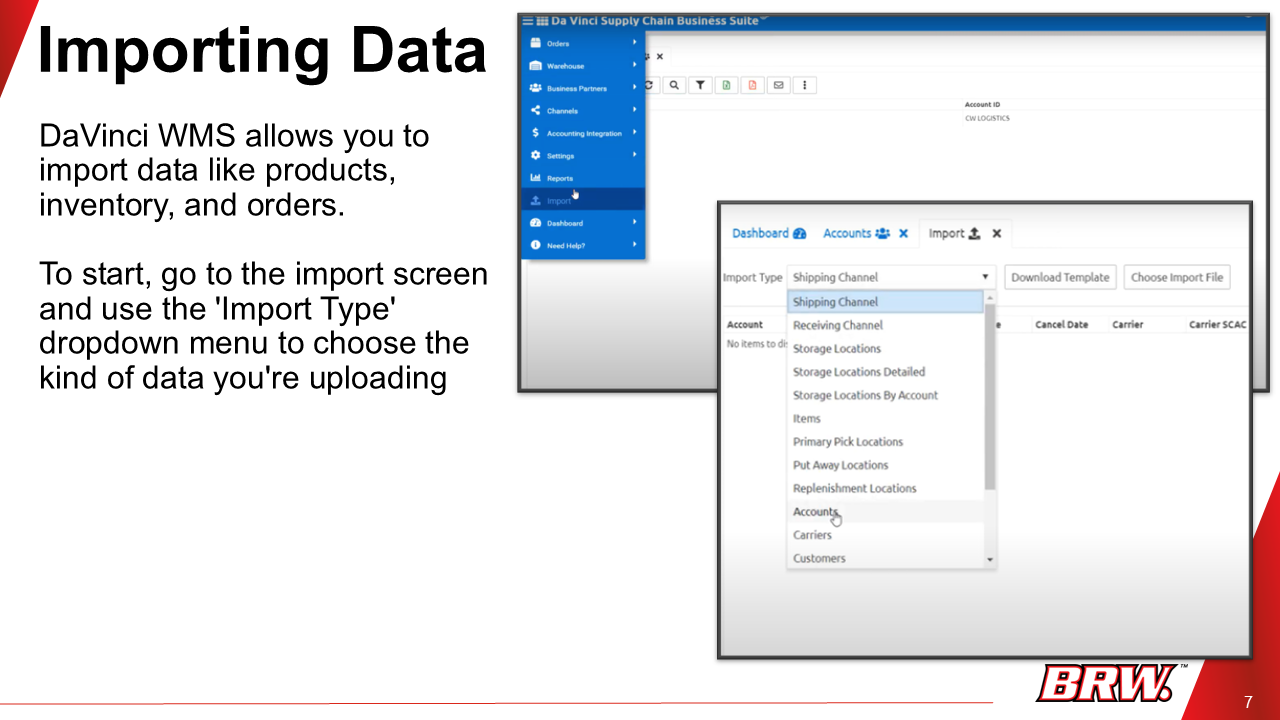 Importing Data
DaVinci WMS allows you to
import data like products,
inventory, and orders.
To start, go to the import screen
and use the 'Import Type'
dropdown menu to choose the
kind of data you're uploading
Da Vinci Supply Chain Business Suite
Orders
Warehouse
Business Partners
Channels
Accounting Integration
Settings
Reports
Import
Dashboard
Need Help?
Account ID
CW LOGISTICS
Dashboard Accounts Import
Import Type Shipping Channel Download Template Choose Import File
Shipping Channel
Receiving Channel
Storage Locations
Storage Locations Detailed
Storage Locations By Account
Items
Primary Pick Locations
Put Away Locations
Replenishment Locations
Accounts
Carriers
Customers
Account e Cancel Date Carrier Carrier SCAC
No items to di
BRW.™
7